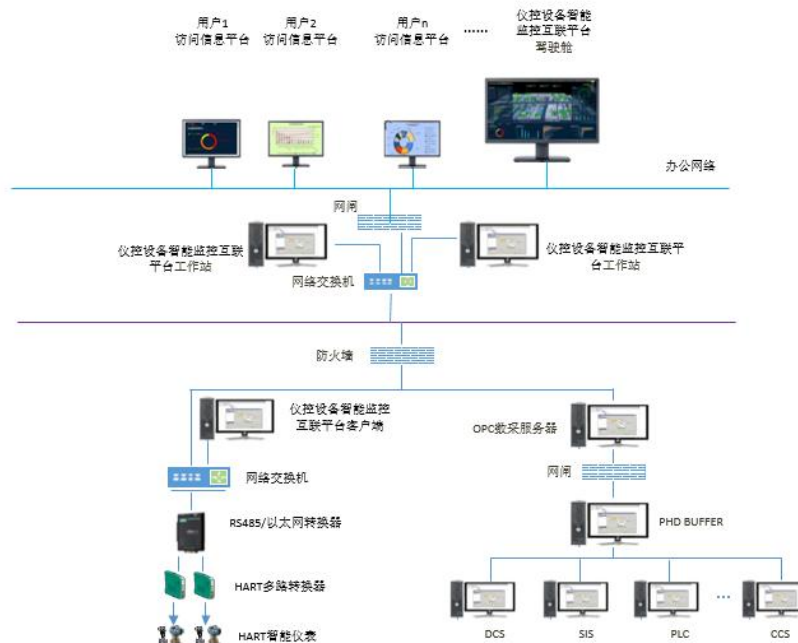 用户1
访问信息平台
用户2
访问信息平台
用户n
访问信息平台
……
仪控设备智能
监控互联平台
驾驶舱
办公网络
网闸
仪控设备智能监控互联
平台工作站
仪控设备智能监控互联平
台工作站
网络交换机
防火墙
仪控设备智能监控
互联平台客户端
OPC数采服务器
网络交换机
网闸
RS485/以太网转换器
PHD BUFFER
HART多路转换器
…
HART智能仪表
DCS
SIS
PLC
CCS